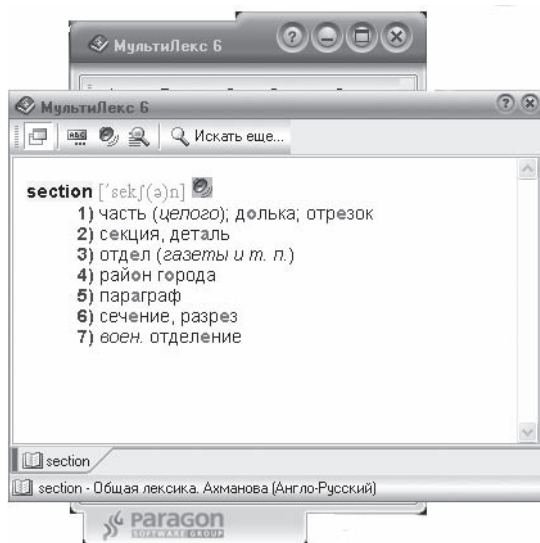 МультиЛекс 6
МультиЛекс 6
Искать еще...
section ['sekʃ(ə)n]
1) часть (целого); долька; отрезок
2) секция, деталь
3) отдел (газеты и т. п.)
4) район города
5) параграф
6) сечение, разрез
7) воен. отделение
section
section - Общая лексика. Ахманова (Англо-Русский)
PARAGON
SOFTWARE GROUP